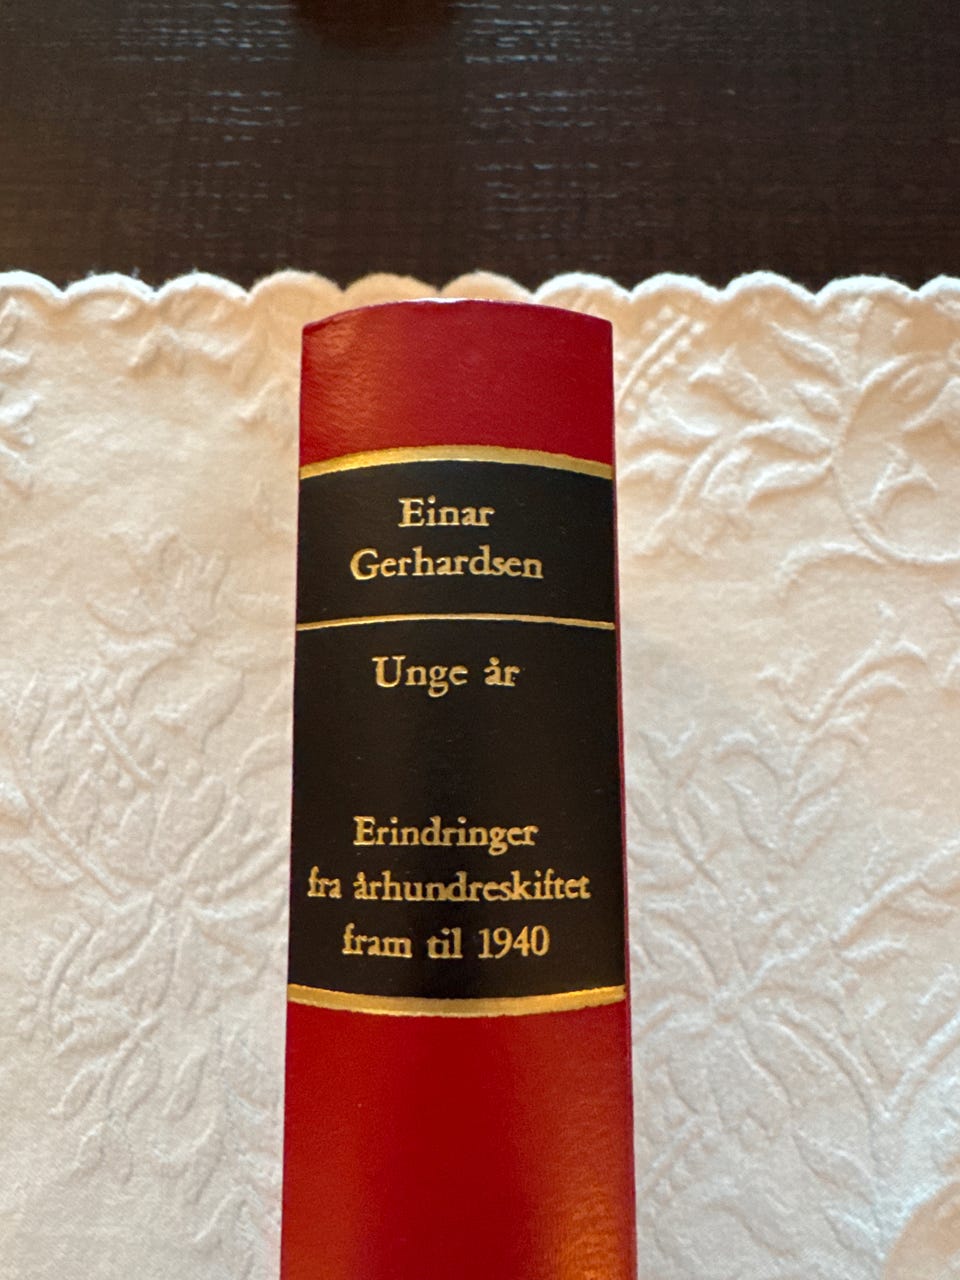 Einar
Gerhardsen
Unge år
Erindringer
fra århundreskiftet
fram til 1940